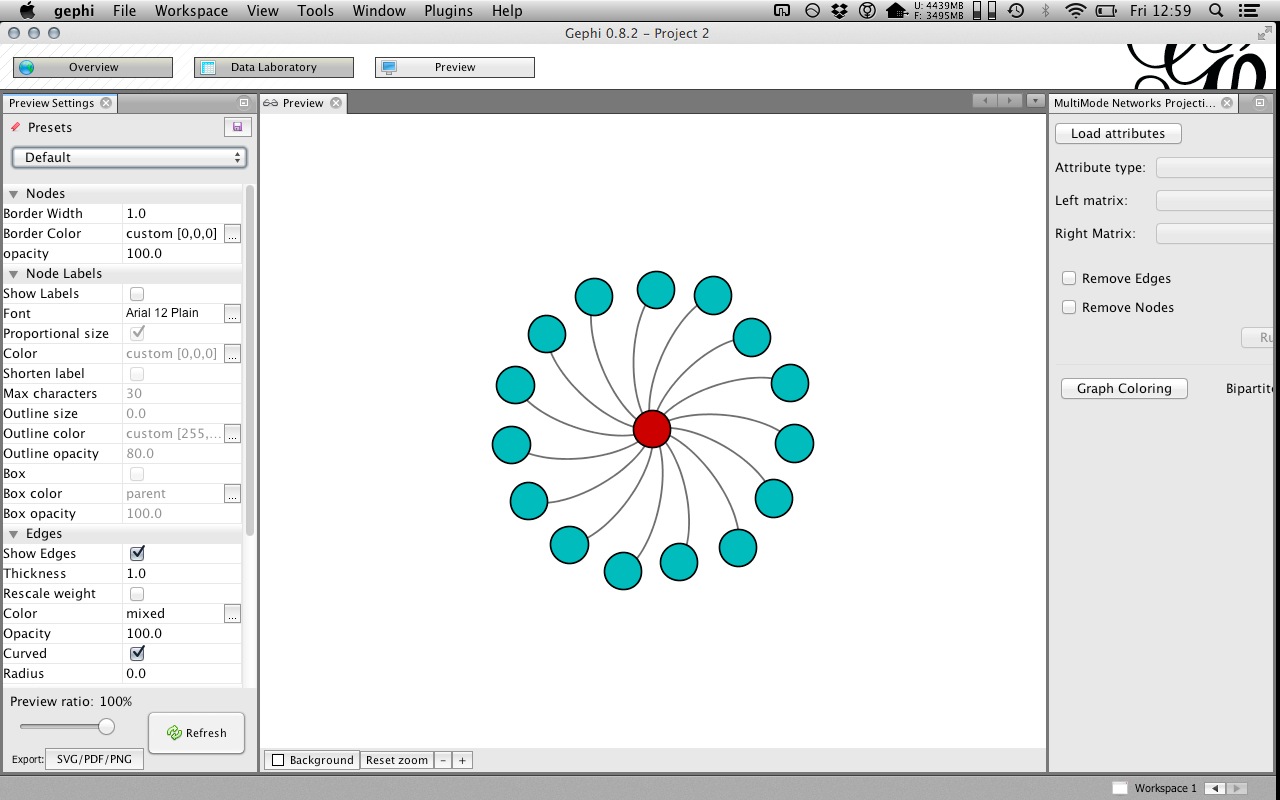 gephi File Workspace View Tools Window Plugins Help U: 4439MB F: 3495MB Fri 12:59
Gephi 0.8.2 – Project 2
Overview Data Laboratory Preview
Preview Settings
Presets
Default
Nodes
Border Width 1.0
Border Color custom [0,0,0] ...
opacity 100.0
Node Labels
Show Labels
Font Arial 12 Plain ...
Proportional size
Color custom [0,0,0] ...
Shorten label
Max characters 30
Outline size 0.0
Outline color custom [255,... ...
Outline opacity 80.0
Box
Box color parent ...
Box opacity 100.0
Edges
Show Edges
Thickness 1.0
Rescale weight
Color mixed ...
Opacity 100.0
Curved
Radius 0.0
Preview ratio: 100%
Refresh
Export: SVG/PDF/PNG
Preview
Background Reset zoom – +
MultiMode Networks Projecti...
Load attributes
Attribute type:
Left matrix:
Right Matrix:
Remove Edges
Remove Nodes
Ru
Graph Coloring Bipartite
Workspace 1